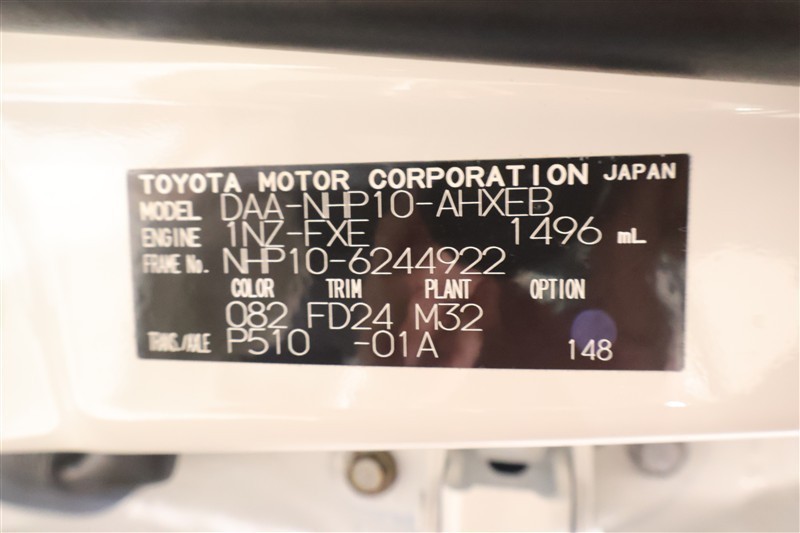 TOYOTA MOTOR CORPORATION JAPAN
MODEL DAA-NHP10-AHXEB
ENGINE 1NZ-FXE 1496 mL
FRAME No. NHP10-6244922
COLOR TRIM PLANT OPTION
082 FD24 M32
TRANS./AXLE P510 -01A 148